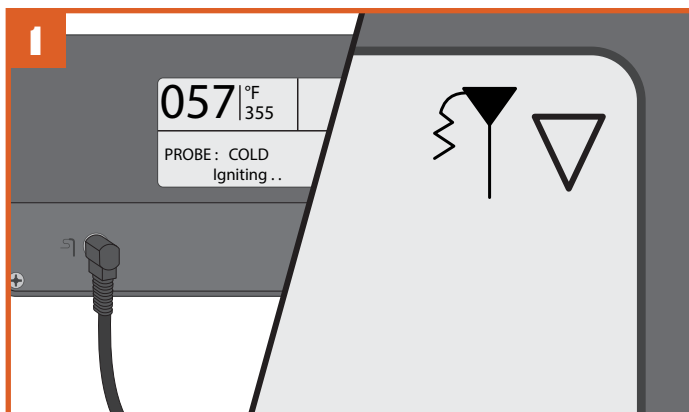 1
057 °F
355
PROBE : COLD
Igniting . .